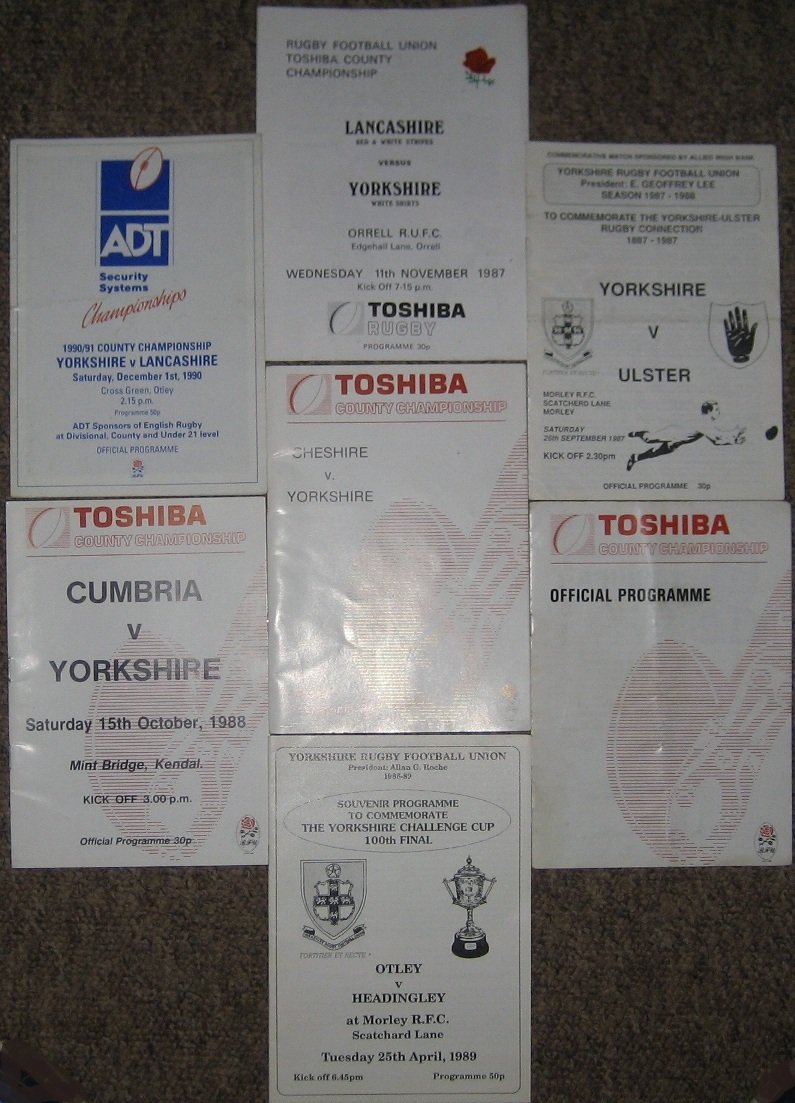 RUGBY FOOTBALL UNION
TOSHIBA COUNTY
CHAMPIONSHIP
LANCASHIRE
RED & WHITE STRIPES
VERSUS
YORKSHIRE
WHITE SHIRTS
ORRELL R.U.F.C.
Edgehall Lane, Orrell
WEDNESDAY 11th NOVEMBER 1987
Kick Off 7-15 p.m.
TOSHIBA
RUGBY
PROGRAMME 30p
ADT
Security
Systems
Championships
1990/91 COUNTY CHAMPIONSHIP
YORKSHIRE v LANCASHIRE
Saturday, December 1st, 1990
Cross Green, Otley
2.15 p.m.
Programme 50p
ADT Sponsors of English Rugby
at Divisional, County and Under 21 level
OFFICIAL PROGRAMME
COMMEMORATIVE MATCH SPONSORED BY ALLIED IRISH BANK
YORKSHIRE RUGBY FOOTBALL UNION
President: E. GEOFFREY LEE
SEASON 1987 - 1988
TO COMMEMORATE THE YORKSHIRE-ULSTER
RUGBY CONNECTION
1887 - 1987
YORKSHIRE
V
ULSTER
MORLEY R.F.C.
SCATCHERD LANE
MORLEY
SATURDAY
26th SEPTEMBER 1987
KICK OFF 2.30pm
OFFICIAL PROGRAMME 30p
TOSHIBA
COUNTY CHAMPIONSHIP
CHESHIRE
v.
YORKSHIRE
TOSHIBA
COUNTY CHAMPIONSHIP
CUMBRIA
v
YORKSHIRE
Saturday 15th October, 1988
Mint Bridge, Kendal.
KICK OFF 3.00 p.m.
Official Programme 30p
TOSHIBA
COUNTY CHAMPIONSHIP
OFFICIAL PROGRAMME
YORKSHIRE RUGBY FOOTBALL UNION
President: Allan G. Roche
1988-89
SOUVENIR PROGRAMME
TO COMMEMORATE
THE YORKSHIRE CHALLENGE CUP
100th FINAL
FORTHIER ET RECTE
OTLEY
v
HEADINGLEY
at Morley R.F.C.
Scatchard Lane
Tuesday 25th April, 1989
Kick off 6.45pm Programme 50p